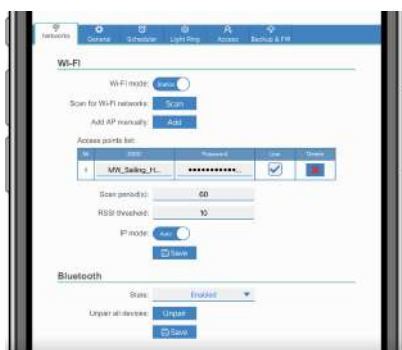 Networks General Scheduler Light Ring Access Backup & FW
Wi-Fi
Wi-Fi mode:
Scan for Wi-Fi networks: Scan
Add AP manually: Add
Access points list:
Nr SSID Password Use Delete
1 MW_Sailing_H... •••••••••••...
Scan period(s): 60
RSSI threshold: 10
IP mode: Auto
Save
Bluetooth
State: Enabled
Unpair all devices: Unpair
Save